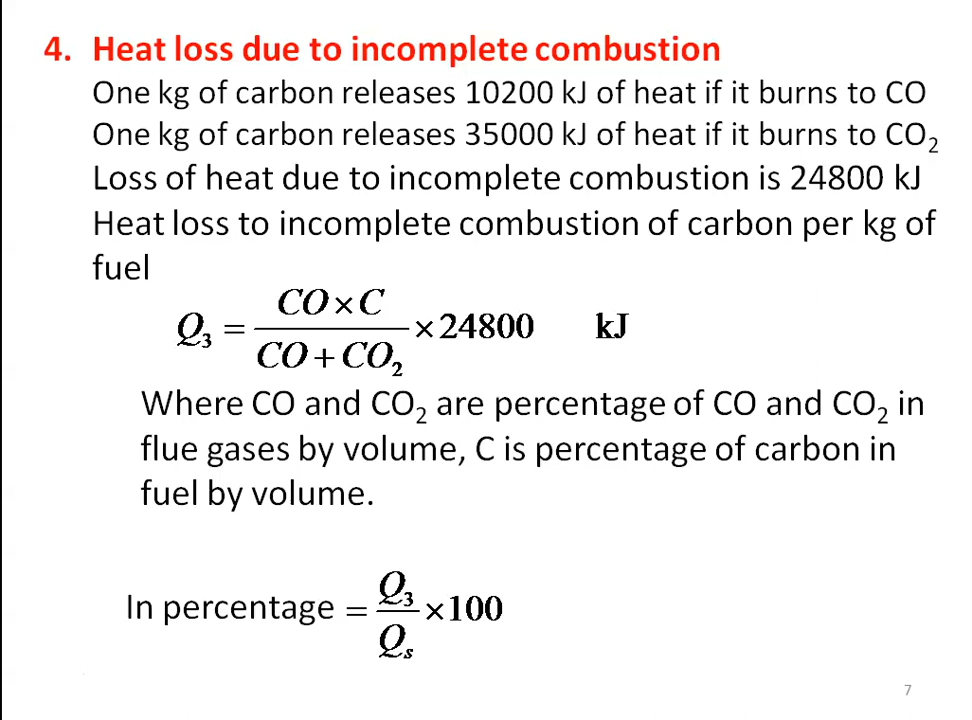 4. Heat loss due to incomplete combustion
One kg of carbon releases 10200 kJ of heat if it burns to CO
One kg of carbon releases 35000 kJ of heat if it burns to CO₂
Loss of heat due to incomplete combustion is 24800 kJ
Heat loss to incomplete combustion of carbon per kg of
fuel
Q₃ = (CO × C) / (CO + CO₂) × 24800 kJ
Where CO and CO₂ are percentage of CO and CO₂ in
flue gases by volume, C is percentage of carbon in
fuel by volume.
In percentage = Q₃ / Qₛ × 100
7